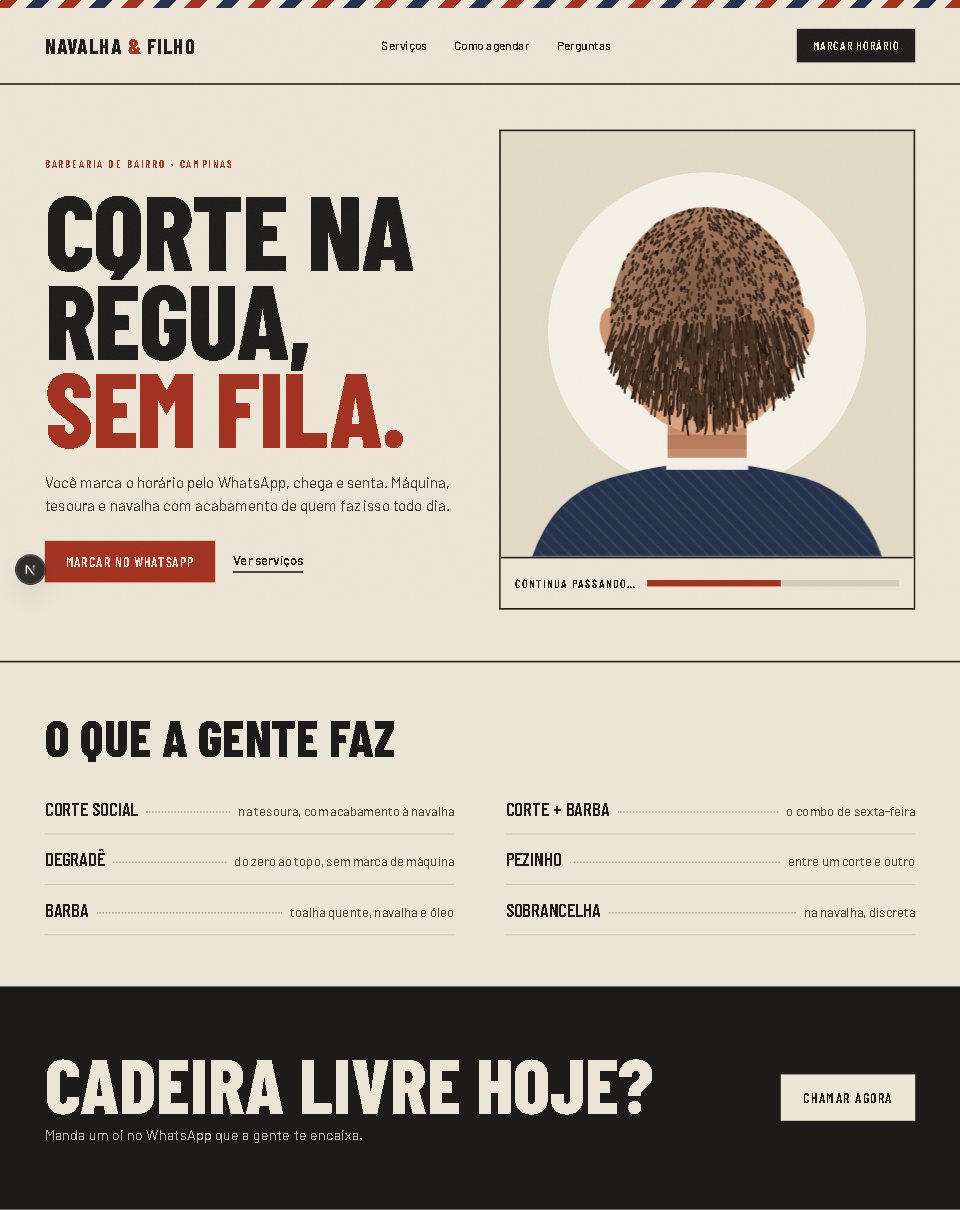 NAVALHA & FILHO
Serviços
Como agendar
Perguntas
MARCAR HORÁRIO
BARBEARIA DE BAIRRO · CAMPINAS
CORTE NA
RÉGUA,
SEM FILA.
Você marca o horário pelo WhatsApp, chega e senta. Máquina,
tesoura e navalha com acabamento de quem faz isso todo dia.
MARCAR NO WHATSAPP
Ver serviços
N
CONTINUA PASSANDO...
O QUE A GENTE FAZ
CORTE SOCIAL na tesoura, com acabamento à navalha
CORTE + BARBA o combo de sexta-feira
DEGRADÊ do zero ao topo, sem marca de máquina
PEZINHO entre um corte e outro
BARBA toalha quente, navalha e óleo
SOBRANCELHA na navalha, discreta
CADEIRA LIVRE HOJE?
Manda um oi no WhatsApp que a gente te encaixa.
CHAMAR AGORA